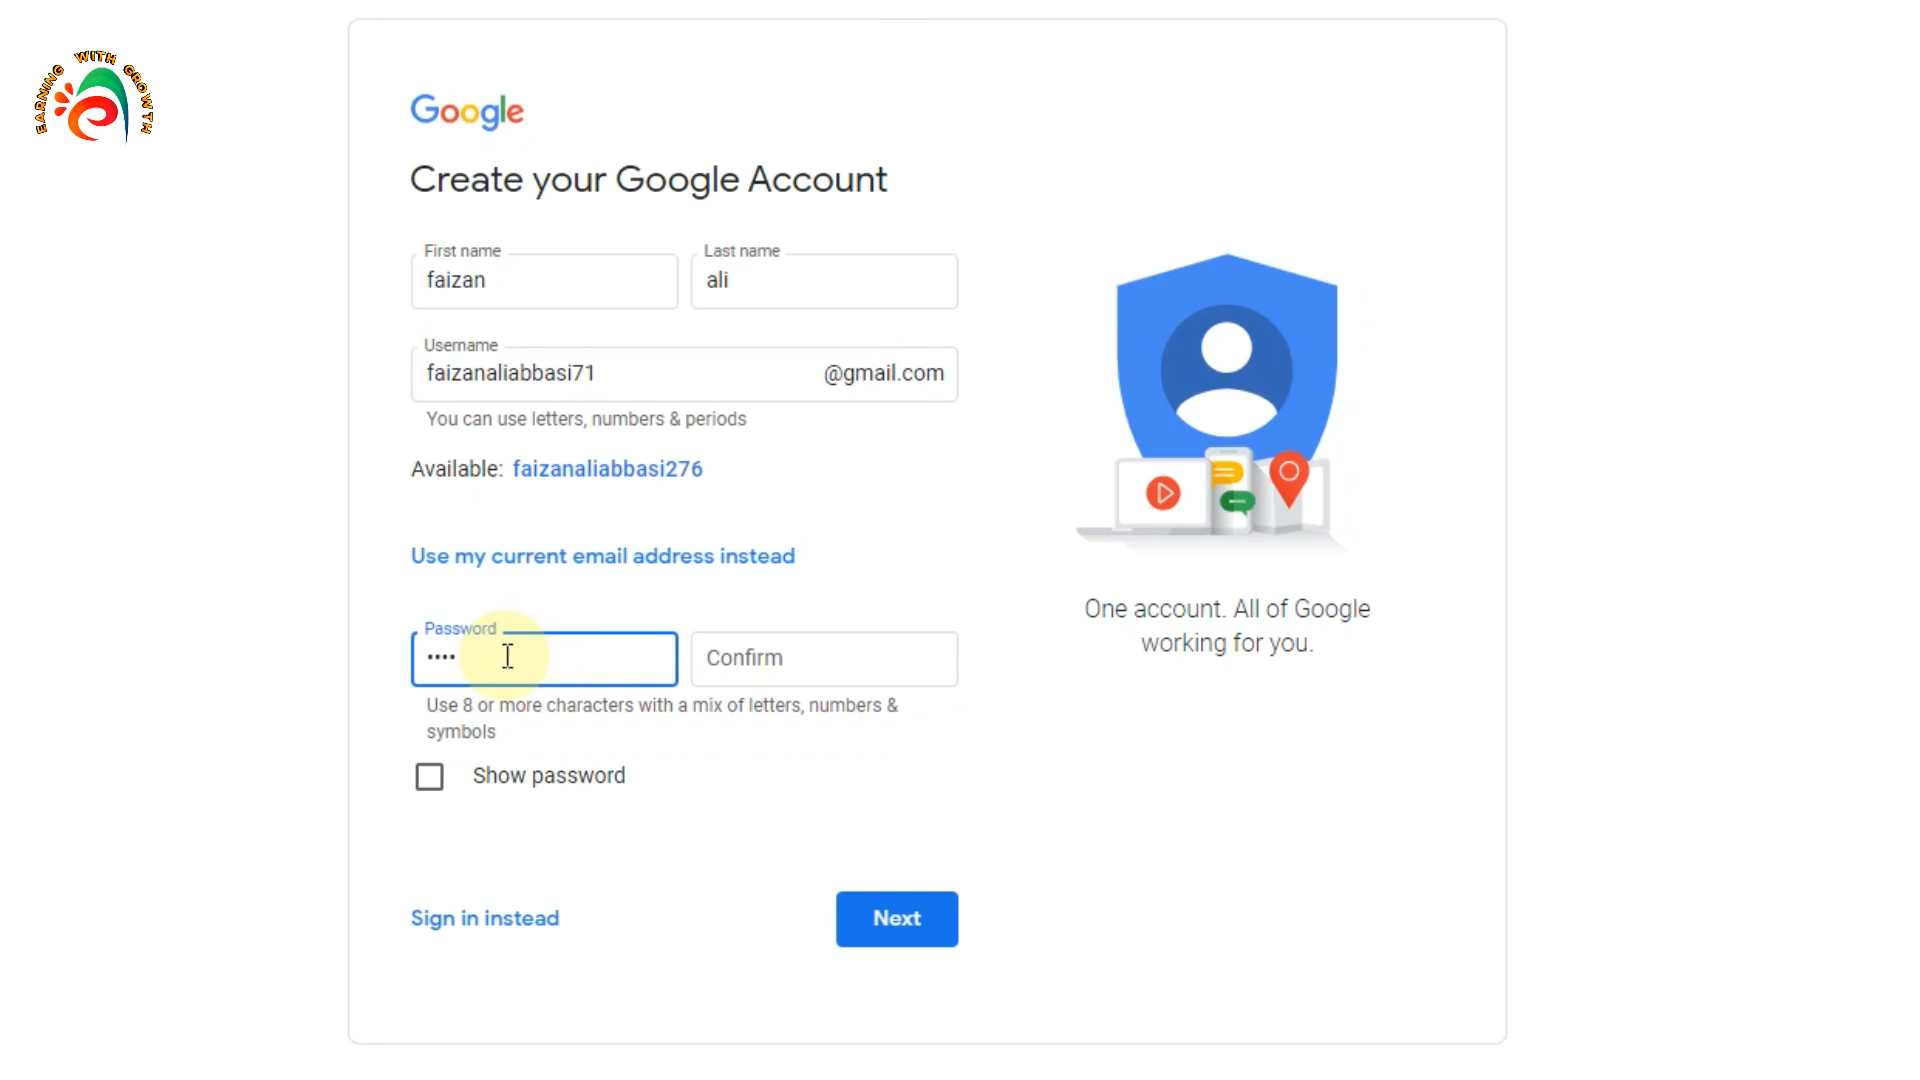 EARNING WITH GROWTH
Google
Create your Google Account
First name
Last name
faizan
ali
Username
faizanaliabbasi71
@gmail.com
You can use letters, numbers & periods
Available: faizanaliabbasi276
Use my current email address instead
One account. All of Google
working for you.
Password
••••
Confirm
Use 8 or more characters with a mix of letters, numbers &
symbols
Show password
Sign in instead
Next